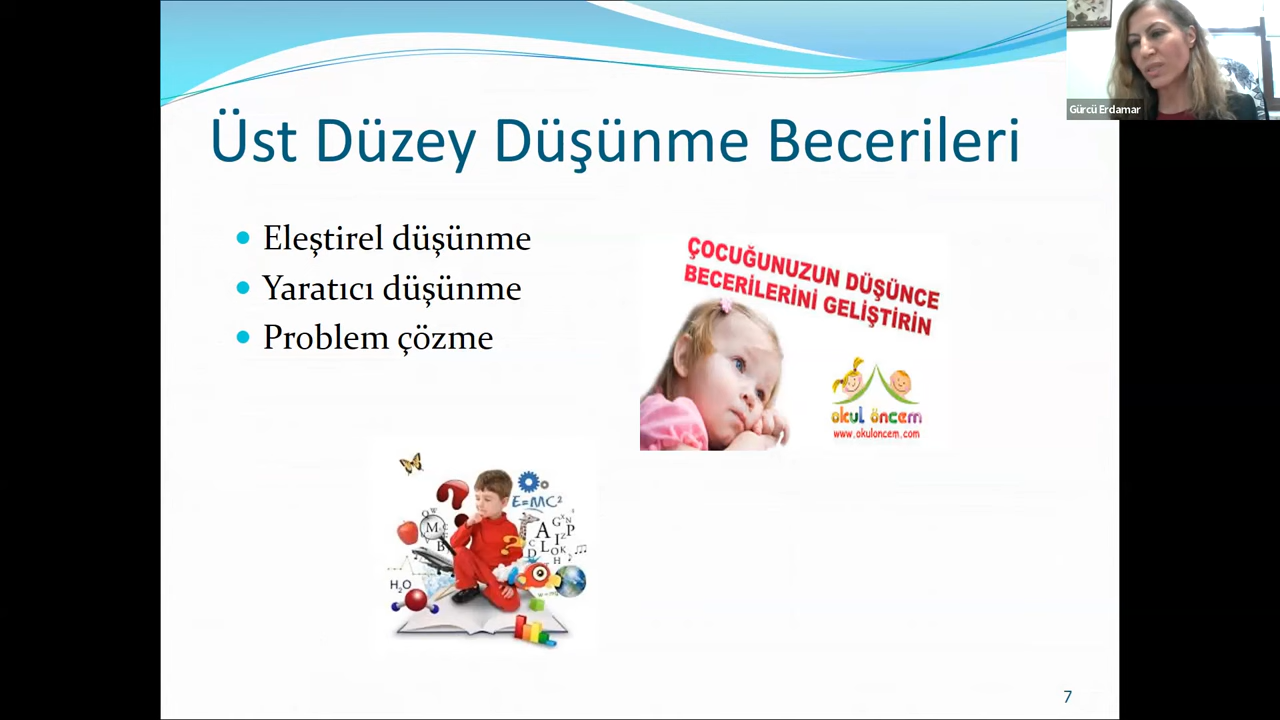 Gürcü Erdamar
Üst Düzey Düşünme Becerileri
Eleştirel düşünme
Yaratıcı düşünme
Problem çözme
ÇOCUĞUNUZUN DÜŞÜNCE
BECERİLERİNİ GELİŞTİRİN
okul öncem
www.okuloncem.com
E=MC²
H₂O
7